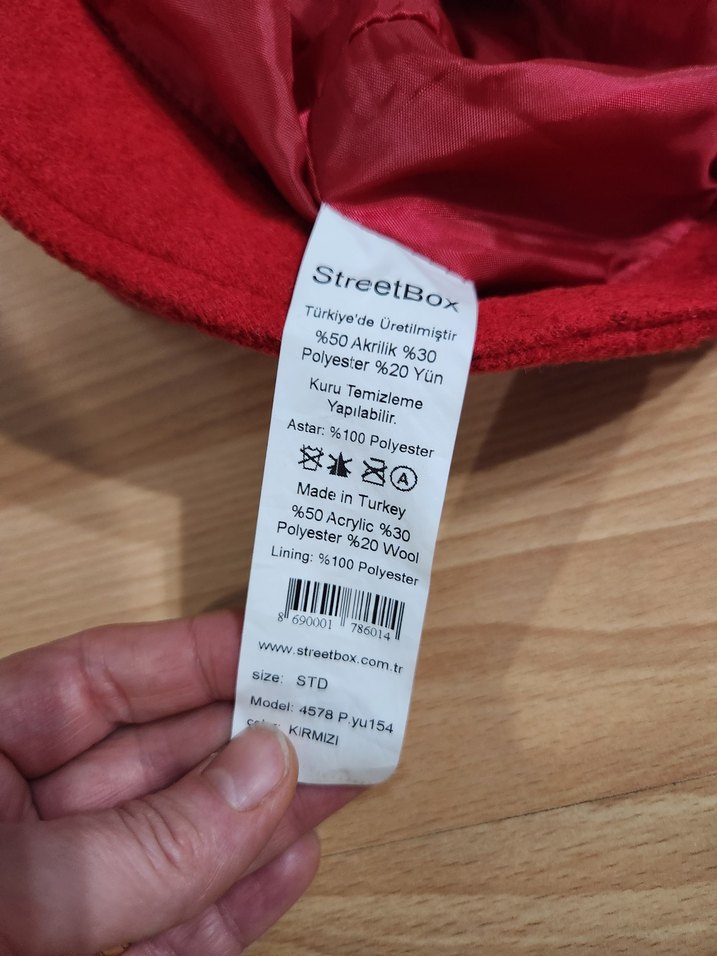 StreetBox
Türkiye'de Üretilmiştir
%50 Akrilik %30
Polyester %20 Yün
Kuru Temizleme
Yapılabilir.
Astar: %100 Polyester
A
Made in Turkey
%50 Acrylic %30
Polyester %20 Wool
Lining: %100 Polyester
8 690001 786014
www.streetbox.com.tr
size: STD
Model: 4578 P.yu154
KIRMIZI